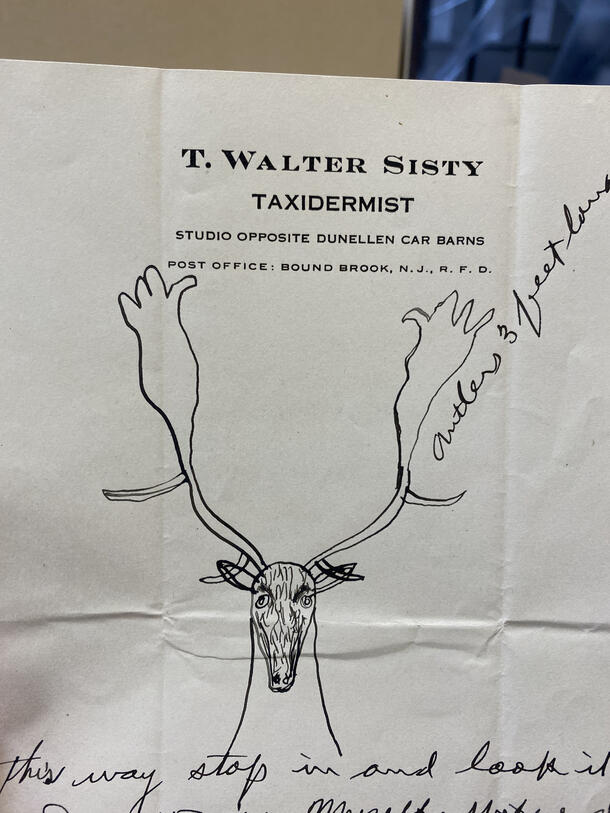 T. WALTER SISTY
TAXIDERMIST
STUDIO OPPOSITE DUNELLEN CAR BARNS
POST OFFICE: BOUND BROOK, N.J., R. F. D.
antlers 3 feet long
this way stop in and look it